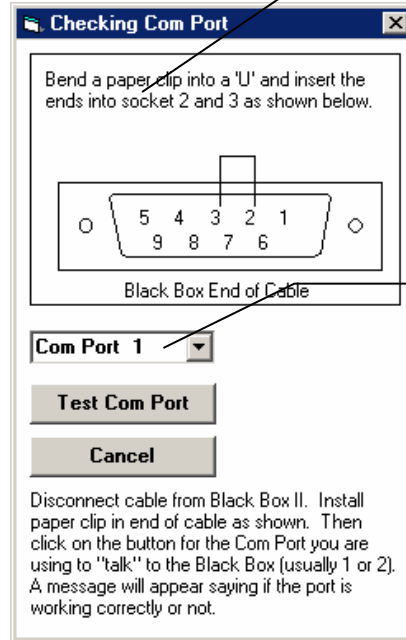 Checking Com Port
Bend a paper clip into a 'U' and insert the
ends into socket 2 and 3 as shown below.
5 4 3 2 1
9 8 7 6
Black Box End of Cable
Com Port 1
Test Com Port
Cancel
Disconnect cable from Black Box II. Install
paper clip in end of cable as shown. Then
click on the button for the Com Port you are
using to "talk" to the Black Box (usually 1 or 2).
A message will appear saying if the port is
working correctly or not.